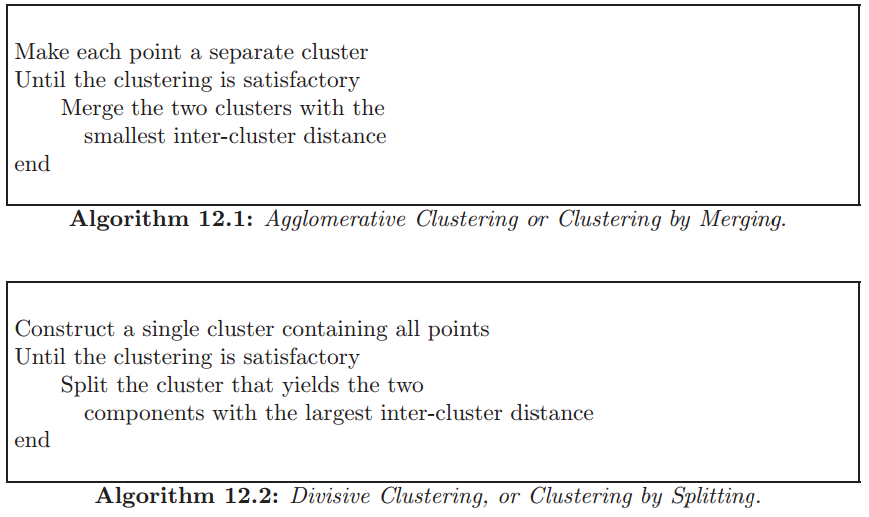 Make each point a separate cluster
Until the clustering is satisfactory
Merge the two clusters with the
smallest inter-cluster distance
end
Algorithm 12.1: Agglomerative Clustering or Clustering by Merging.
Construct a single cluster containing all points
Until the clustering is satisfactory
Split the cluster that yields the two
components with the largest inter-cluster distance
end
Algorithm 12.2: Divisive Clustering, or Clustering by Splitting.